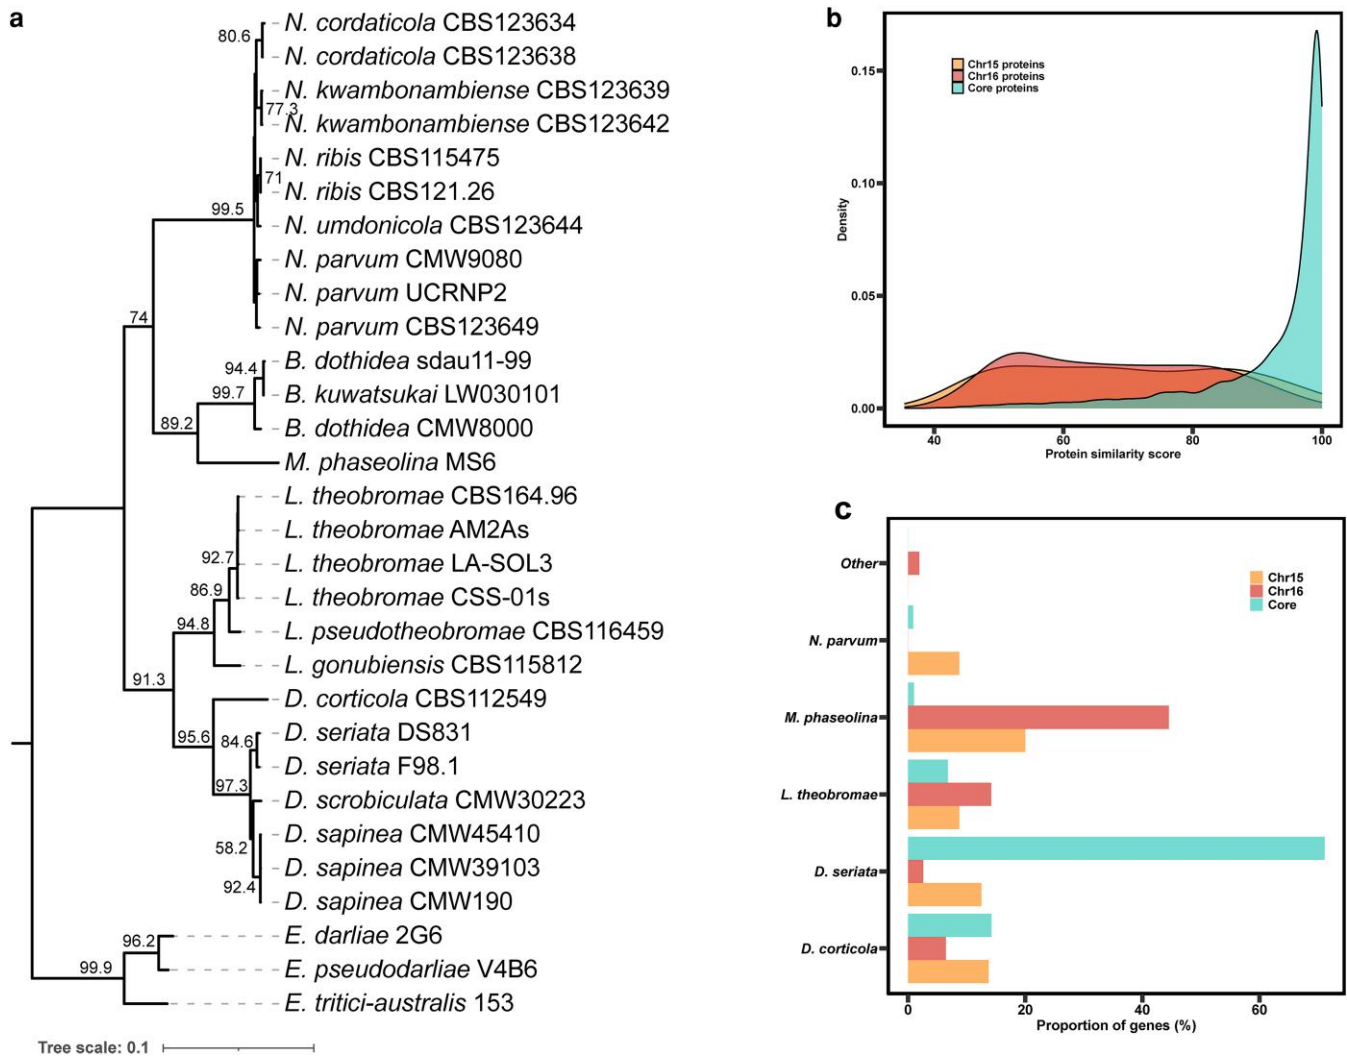 a
80.6
N. cordaticola CBS123634
N. cordaticola CBS123638
N. kwambonambiense CBS123639
77.3
N. kwambonambiense CBS123642
N. ribis CBS115475
71
N. ribis CBS121.26
99.5
N. umdonicola CBS123644
N. parvum CMW9080
N. parvum UCRNP2
74
N. parvum CBS123649
B. dothidea sdau11-99
94.4
99.7
B. kuwatsukai LW030101
89.2
B. dothidea CMW8000
M. phaseolina MS6
L. theobromae CBS164.96
L. theobromae AM2As
92.7
L. theobromae LA-SOL3
86.9
L. theobromae CSS-01s
94.8
L. pseudotheobromae CBS116459
L. gonubiensis CBS115812
91.3
D. corticola CBS112549
95.6
84.6
D. seriata DS831
D. seriata F98.1
97.3
D. scrobiculata CMW30223
D. sapinea CMW45410
58.2
D. sapinea CMW39103
92.4
D. sapinea CMW190
96.2
E. darliae 2G6
99.9
E. pseudodarliae V4B6
E. tritici-australis 153
Tree scale: 0.1
b
Chr15 proteins
Chr16 proteins
Core proteins
0.15
0.10
0.05
0.00
Density
40 60 80 100
Protein similarity score
c
Chr15
Chr16
Core
Other
N. parvum
M. phaseolina
L. theobromae
D. seriata
D. corticola
0 20 40 60
Proportion of genes (%)